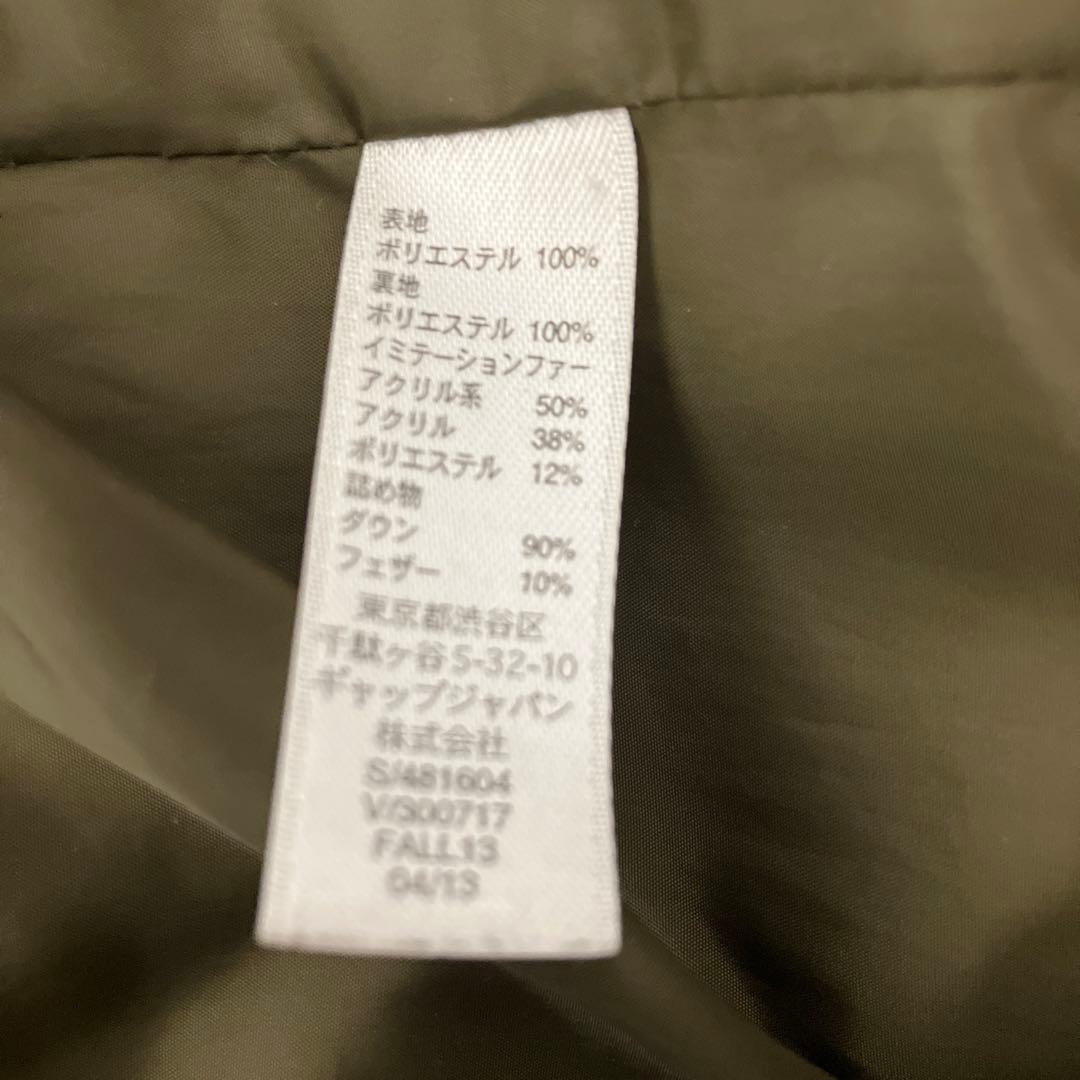 表地
ポリエステル 100%
裏地
ポリエステル 100%
イミテーションファー
アクリル系 50%
アクリル 38%
ポリエステル 12%
詰め物
ダウン 90%
フェザー 10%
東京都渋谷区
千駄ヶ谷5-32-10
ギャップジャパン
株式会社
S/481604
V/S00717
FALL13
04/13